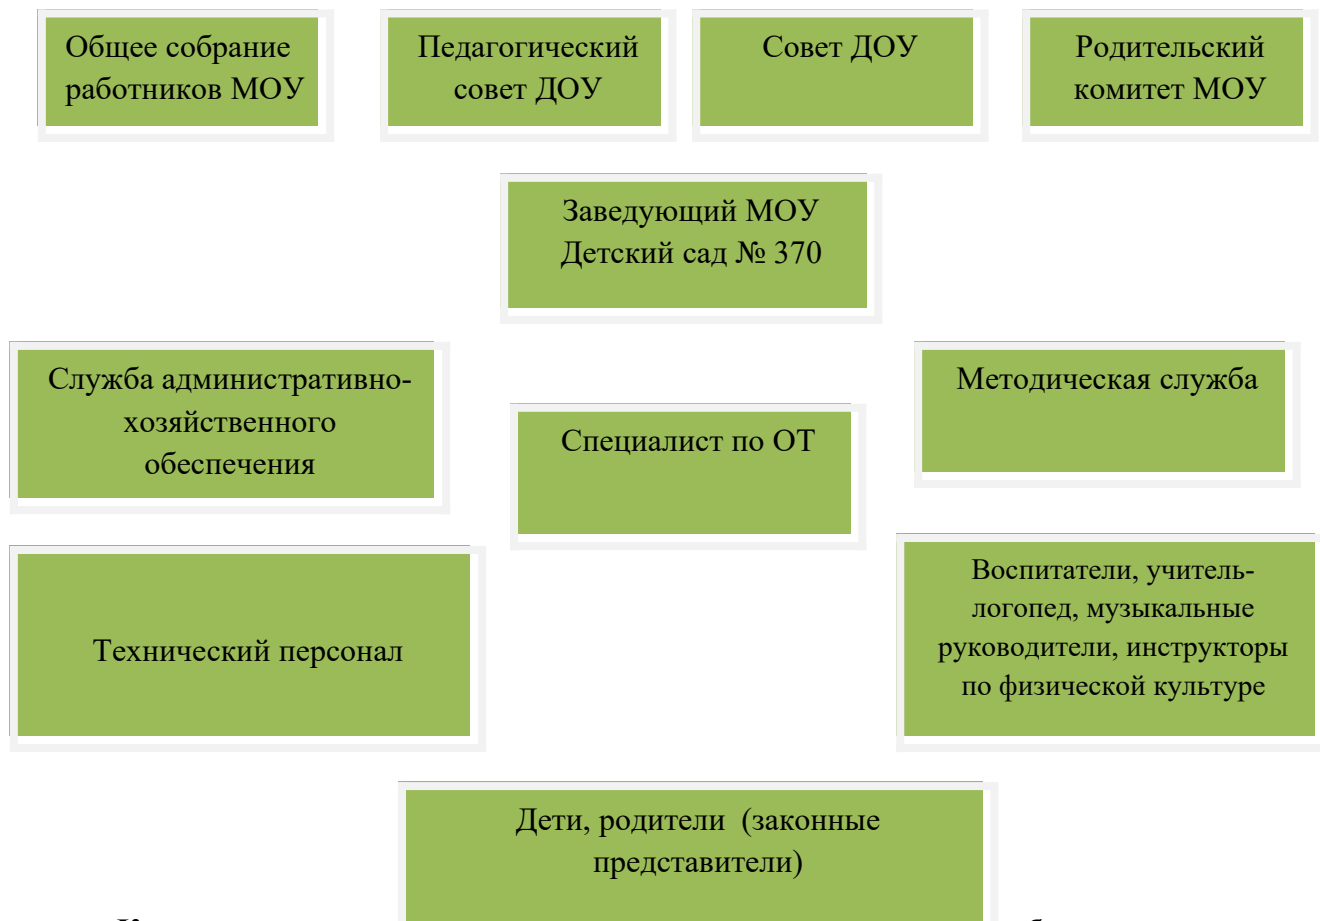 Общее собрание
работников МОУ
Педагогический
совет ДОУ
Совет ДОУ
Родительский
комитет МОУ
Заведующий МОУ
Детский сад № 370
Служба административно-
хозяйственного
обеспечения
Специалист по ОТ
Методическая служба
Технический персонал
Воспитатели, учитель-
логопед, музыкальные
руководители, инструкторы
по физической культуре
Дети, родители (законные
представители)